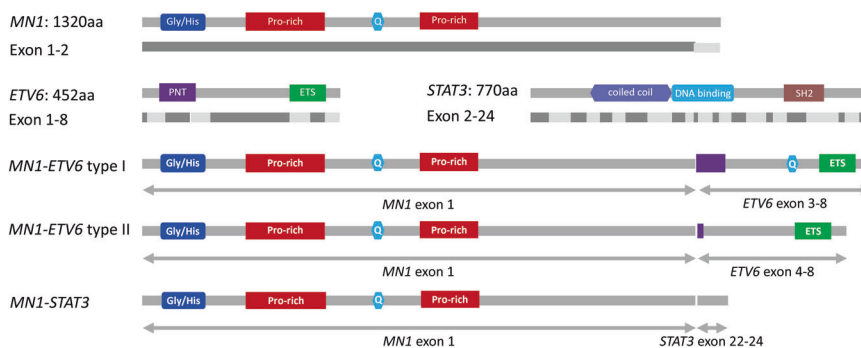 MN1: 1320aa Gly/His Pro-rich Q Pro-rich
Exon 1-2
ETV6: 452aa PNT ETS STAT3: 770aa coiled coil DNA binding SH2
Exon 1-8 Exon 2-24
MN1-ETV6 type I Gly/His Pro-rich Q Pro-rich Q ETS
MN1 exon 1 ETV6 exon 3-8
MN1-ETV6 type II Gly/His Pro-rich Q Pro-rich ETS
MN1 exon 1 ETV6 exon 4-8
MN1-STAT3 Gly/His Pro-rich Q Pro-rich
MN1 exon 1 STAT3 exon 22-24